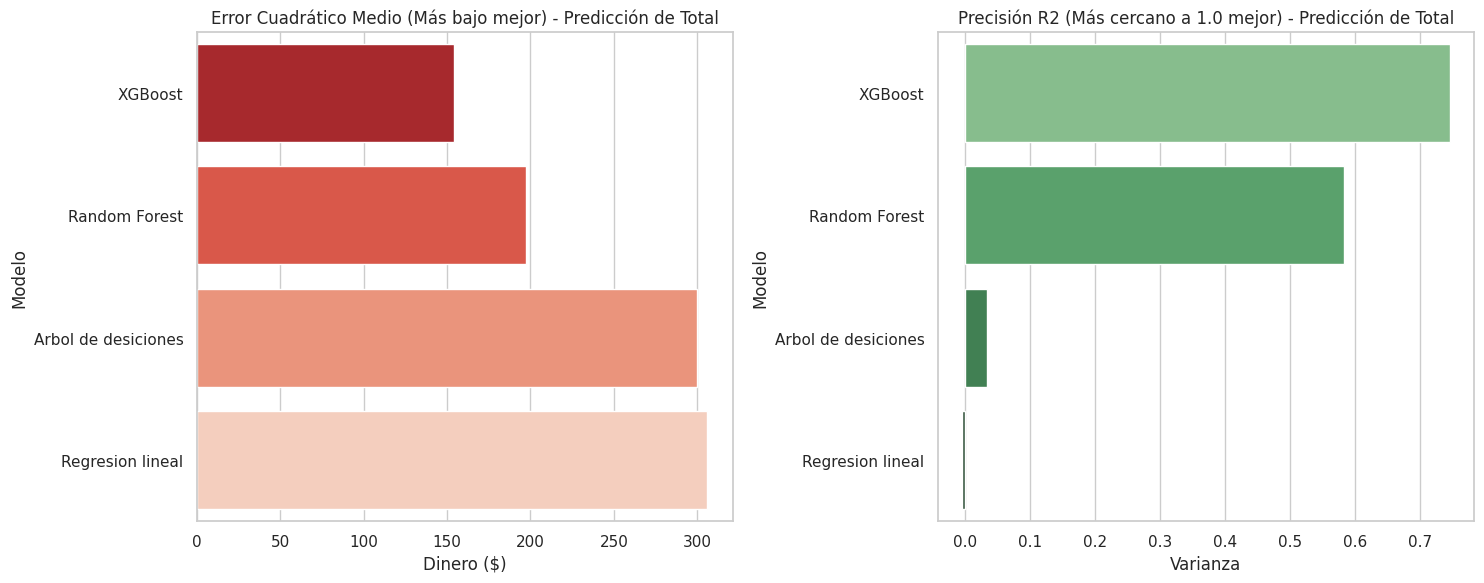 Error Cuadrático Medio (Más bajo mejor) - Predicción de Total
Modelo
XGBoost
Random Forest
Arbol de desiciones
Regresion lineal
0 50 100 150 200 250 300
Dinero ($)
Precisión R2 (Más cercano a 1.0 mejor) - Predicción de Total
Modelo
XGBoost
Random Forest
Arbol de desiciones
Regresion lineal
0.0 0.1 0.2 0.3 0.4 0.5 0.6 0.7
Varianza